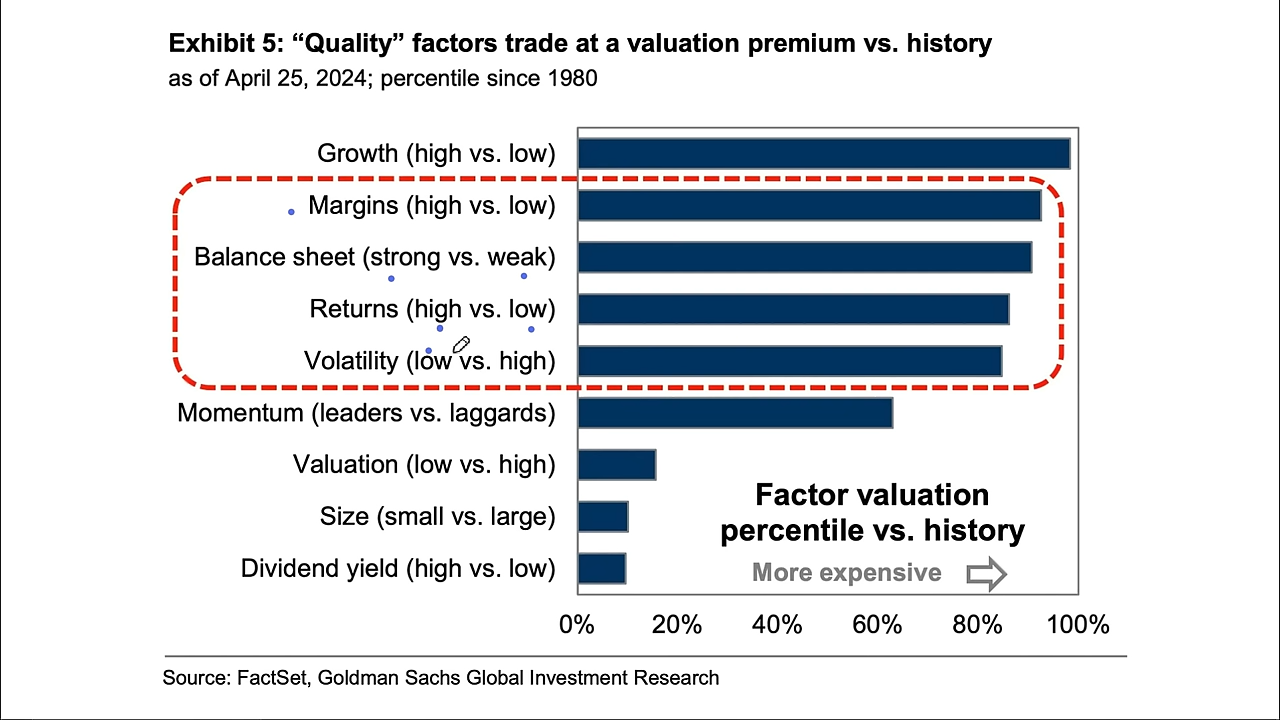 Exhibit 5: “Quality” factors trade at a valuation premium vs. history
as of April 25, 2024; percentile since 1980
Growth (high vs. low)
Margins (high vs. low)
Balance sheet (strong vs. weak)
Returns (high vs. low)
Volatility (low vs. high)
Momentum (leaders vs. laggards)
Valuation (low vs. high)
Size (small vs. large)
Dividend yield (high vs. low)
Factor valuation
percentile vs. history
More expensive
0% 20% 40% 60% 80% 100%
Source: FactSet, Goldman Sachs Global Investment Research